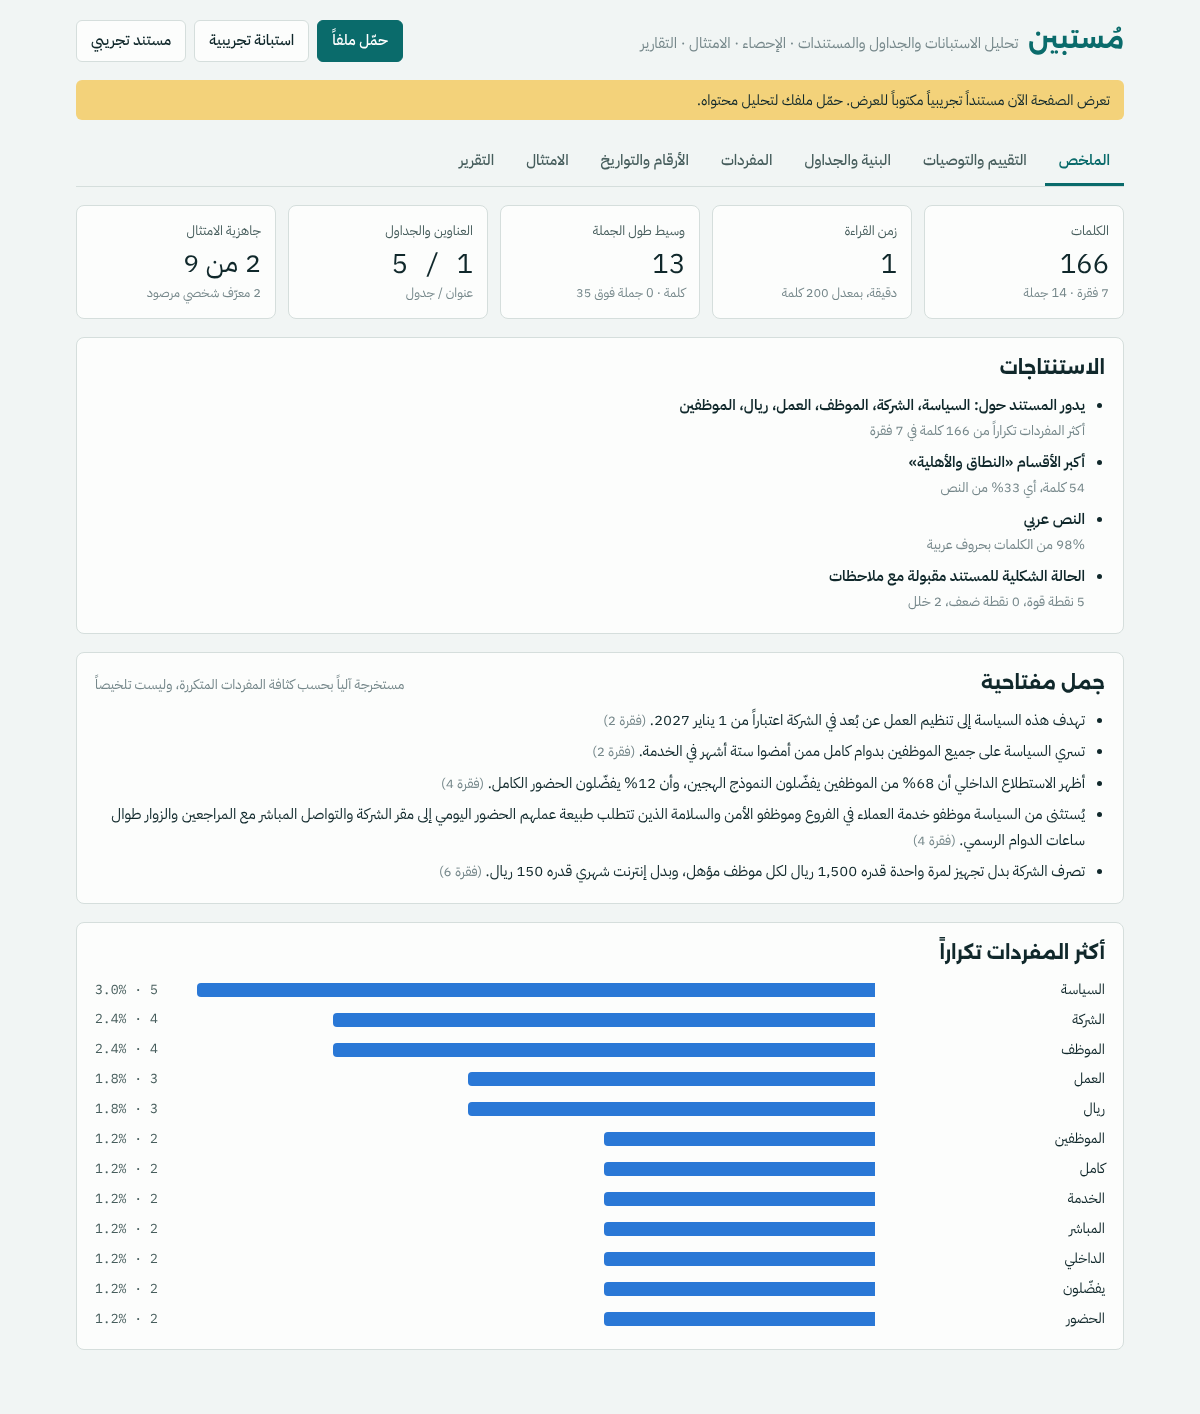 مُستبين
تحليل الاستبانات والجداول والمستندات · الإحصاء · الامتثال · التقارير
حمّل ملفاً
استبانة تجريبية
مستند تجريبي
تعرض الصفحة الآن مستنداً تجريبياً مكتوباً للعرض. حمّل ملفك لتحليل محتواه.
الملخص
التقييم والتوصيات
البنية والجداول
المفردات
الأرقام والتواريخ
الامتثال
التقرير
الكلمات
166
7 فقرة · 14 جملة
زمن القراءة
1
دقيقة، بمعدل 200 كلمة
وسيط طول الجملة
13
كلمة · 0 جملة فوق 35
العناوين والجداول
5 / 1
عنوان / جدول
جاهزية الامتثال
2 من 9
2 معرّف شخصي مرصود
الاستنتاجات
• يدور المستند حول: السياسة، الشركة، الموظف، العمل، ريال، الموظفين
أكثر المفردات تكراراً من 166 كلمة في 7 فقرة
• أكبر الأقسام «النطاق والأهلية»
54 كلمة، أي 33% من النص
• النص عربي
98% من الكلمات بحروف عربية
• الحالة الشكلية للمستند مقبولة مع ملاحظات
5 نقطة قوة، 0 نقطة ضعف، 2 خلل
جمل مفتاحية
مستخرجة آلياً بحسب كثافة المفردات المتكررة، وليست تلخيصاً
• تهدف هذه السياسة إلى تنظيم العمل عن بُعد في الشركة اعتباراً من 1 يناير 2027. (فقرة 2)
• تسري السياسة على جميع الموظفين بدوام كامل ممن أمضوا ستة أشهر في الخدمة. (فقرة 2)
• أظهر الاستطلاع الداخلي أن 68% من الموظفين يفضّلون النموذج الهجين، وأن 12% يفضّلون الحضور الكامل. (فقرة 4)
• يُستثنى من السياسة موظفو خدمة العملاء في الفروع وموظفو الأمن والسلامة الذين تتطلب طبيعة عملهم الحضور اليومي إلى مقر الشركة والتواصل المباشر مع المراجعين والزوار طوال
ساعات الدوام الرسمي. (فقرة 4)
• تصرف الشركة بدل تجهيز لمرة واحدة قدره 1,500 ريال لكل موظف مؤهل، وبدل إنترنت شهري قدره 150 ريال. (فقرة 6)
أكثر المفردات تكراراً
السياسة 5 · 3.0%
الشركة 4 · 2.4%
الموظف 4 · 2.4%
العمل 3 · 1.8%
ريال 3 · 1.8%
الموظفين 2 · 1.2%
كامل 2 · 1.2%
الخدمة 2 · 1.2%
المباشر 2 · 1.2%
الداخلي 2 · 1.2%
يفضّلون 2 · 1.2%
الحضور 2 · 1.2%